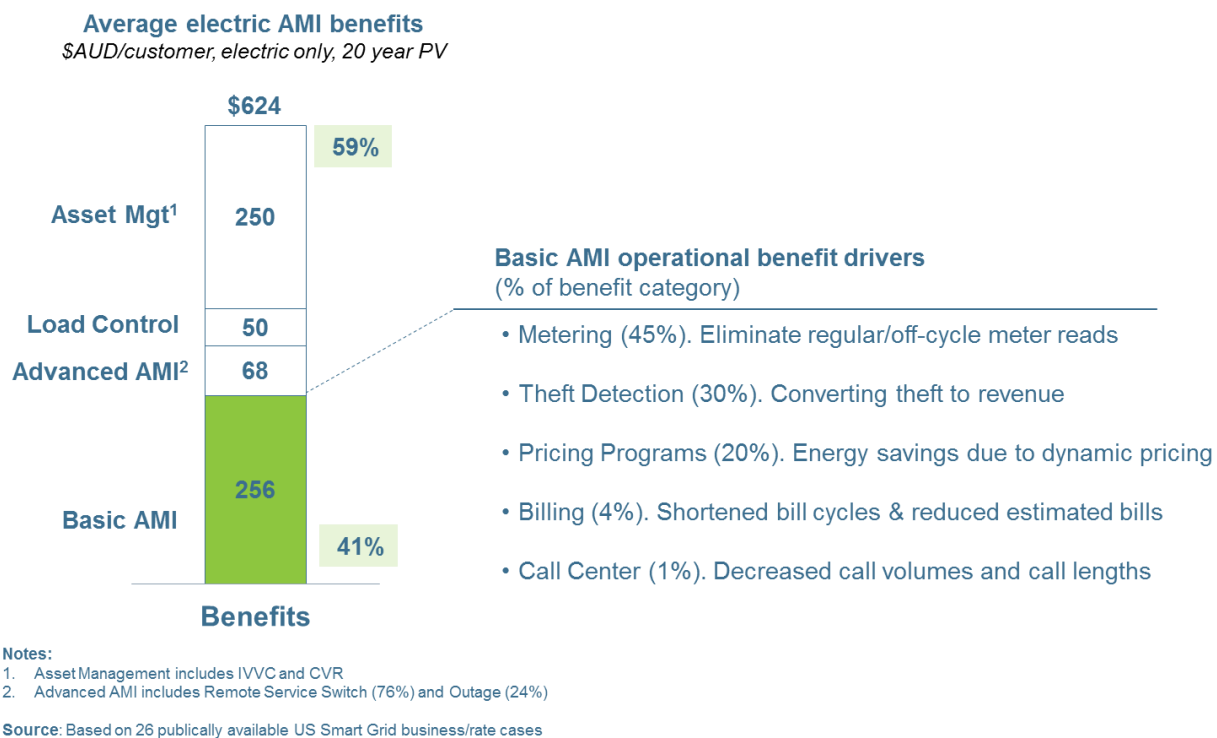 Average electric AMI benefits
$AUD/customer, electric only, 20 year PV
$624
59%
Asset Mgt¹
250
Load Control
50
Advanced AMI²
68
Basic AMI
256
41%
Benefits
Basic AMI operational benefit drivers
(% of benefit category)
• Metering (45%). Eliminate regular/off-cycle meter reads
• Theft Detection (30%). Converting theft to revenue
• Pricing Programs (20%). Energy savings due to dynamic pricing
• Billing (4%). Shortened bill cycles & reduced estimated bills
• Call Center (1%). Decreased call volumes and call lengths
Notes:
1. Asset Management includes IVVC and CVR
2. Advanced AMI includes Remote Service Switch (76%) and Outage (24%)
Source: Based on 26 publically available US Smart Grid business/rate cases